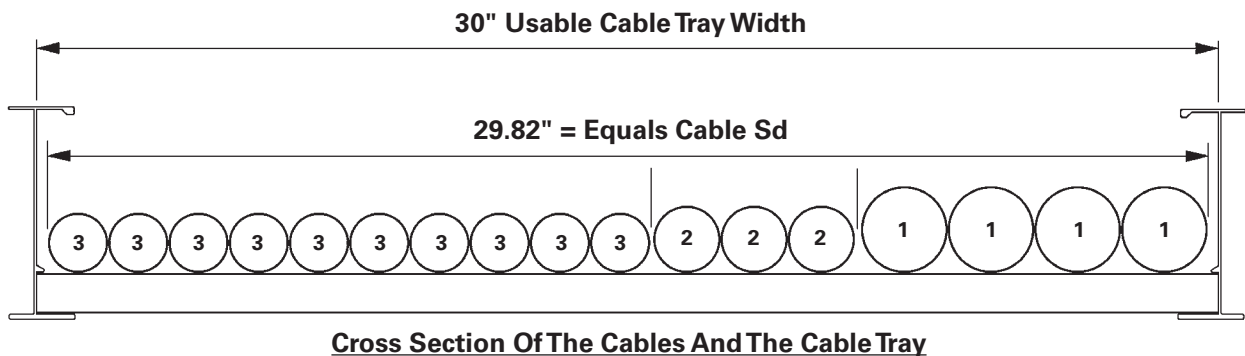 30" Usable Cable Tray Width
29.82" = Equals Cable Sd
3 3 3 3 3 3 3 3 3 3 2 2 2 1 1 1 1
Cross Section Of The Cables And The Cable Tray